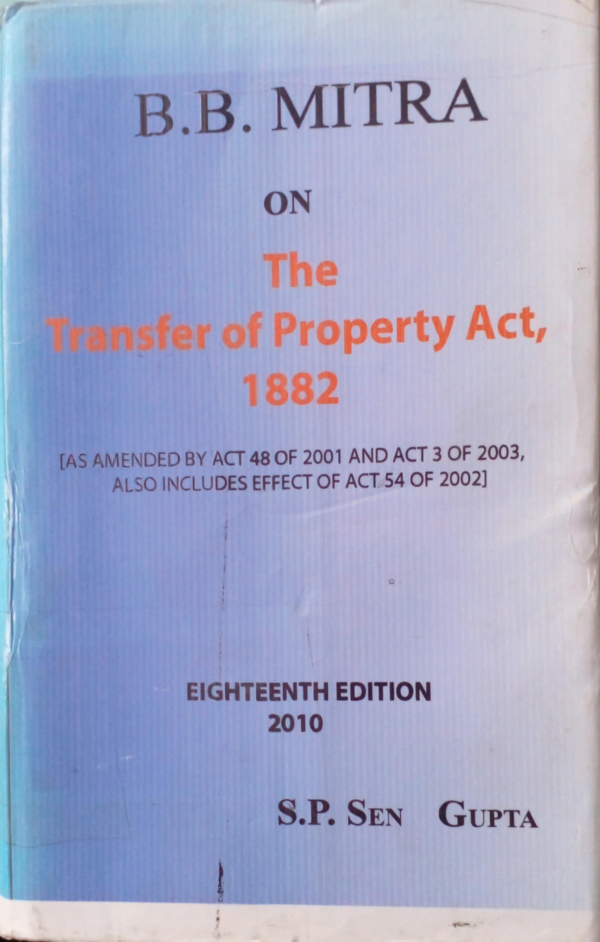 B.B. MITRA
ON
The
Transfer of Property Act,
1882
[AS AMENDED BY ACT 48 OF 2001 AND ACT 3 OF 2003,
ALSO INCLUDES EFFECT OF ACT 54 OF 2002]
EIGHTEENTH EDITION
2010
S.P. SEN GUPTA